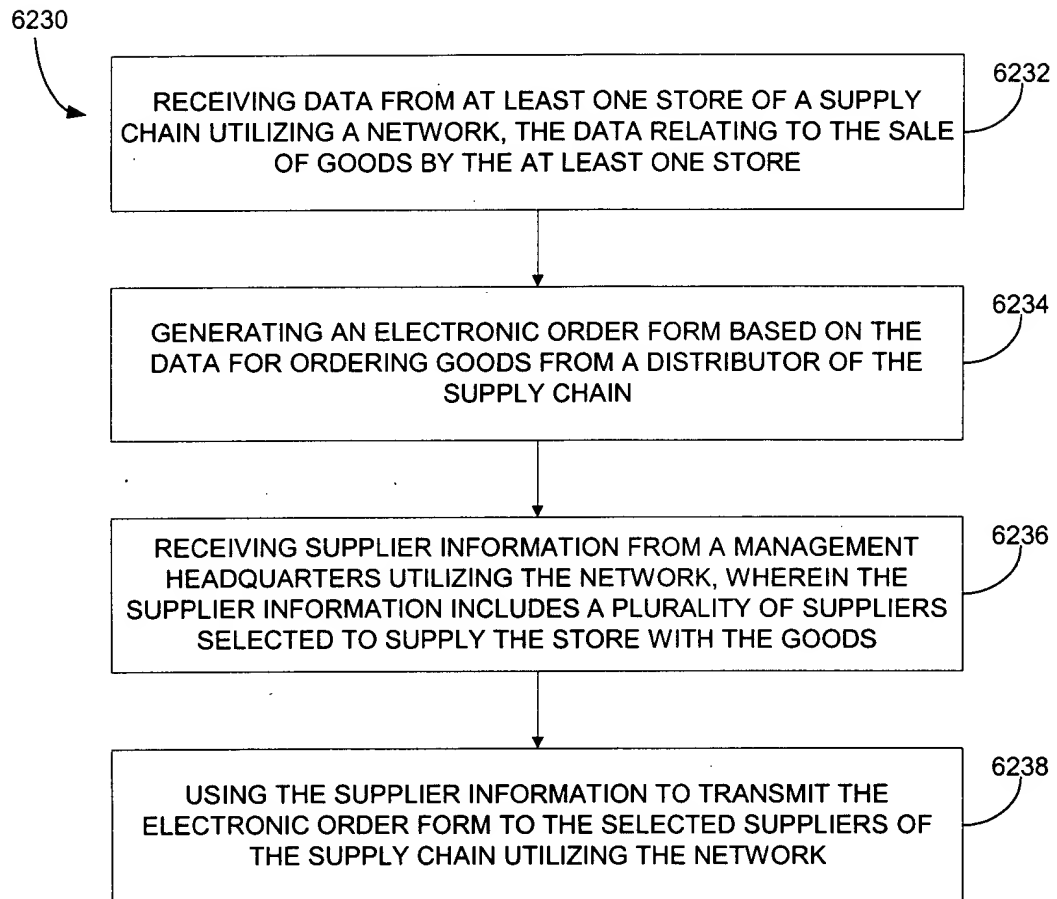 6230
6232
RECEIVING DATA FROM AT LEAST ONE STORE OF A SUPPLY
CHAIN UTILIZING A NETWORK, THE DATA RELATING TO THE SALE
OF GOODS BY THE AT LEAST ONE STORE
6234
GENERATING AN ELECTRONIC ORDER FORM BASED ON THE
DATA FOR ORDERING GOODS FROM A DISTRIBUTOR OF THE
SUPPLY CHAIN
6236
RECEIVING SUPPLIER INFORMATION FROM A MANAGEMENT
HEADQUARTERS UTILIZING THE NETWORK, WHEREIN THE
SUPPLIER INFORMATION INCLUDES A PLURALITY OF SUPPLIERS
SELECTED TO SUPPLY THE STORE WITH THE GOODS
6238
USING THE SUPPLIER INFORMATION TO TRANSMIT THE
ELECTRONIC ORDER FORM TO THE SELECTED SUPPLIERS OF
THE SUPPLY CHAIN UTILIZING THE NETWORK